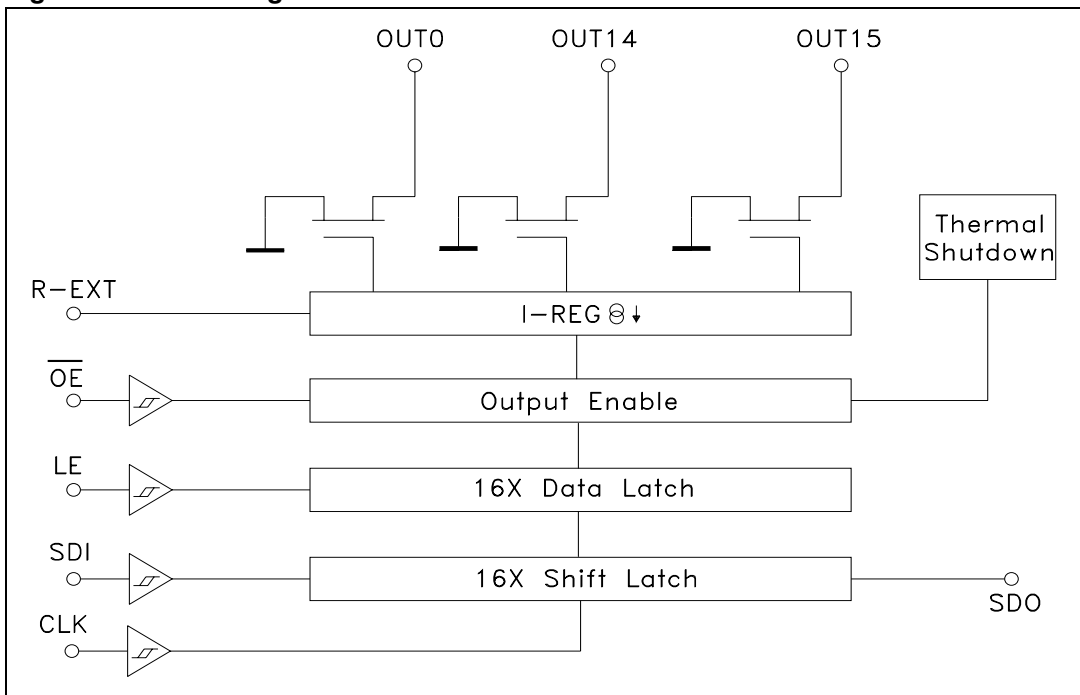 OUT0 OUT14 OUT15
Thermal
Shutdown
R-EXT
I-REG
OE
Output Enable
LE
16X Data Latch
SDI
16X Shift Latch
SDO
CLK